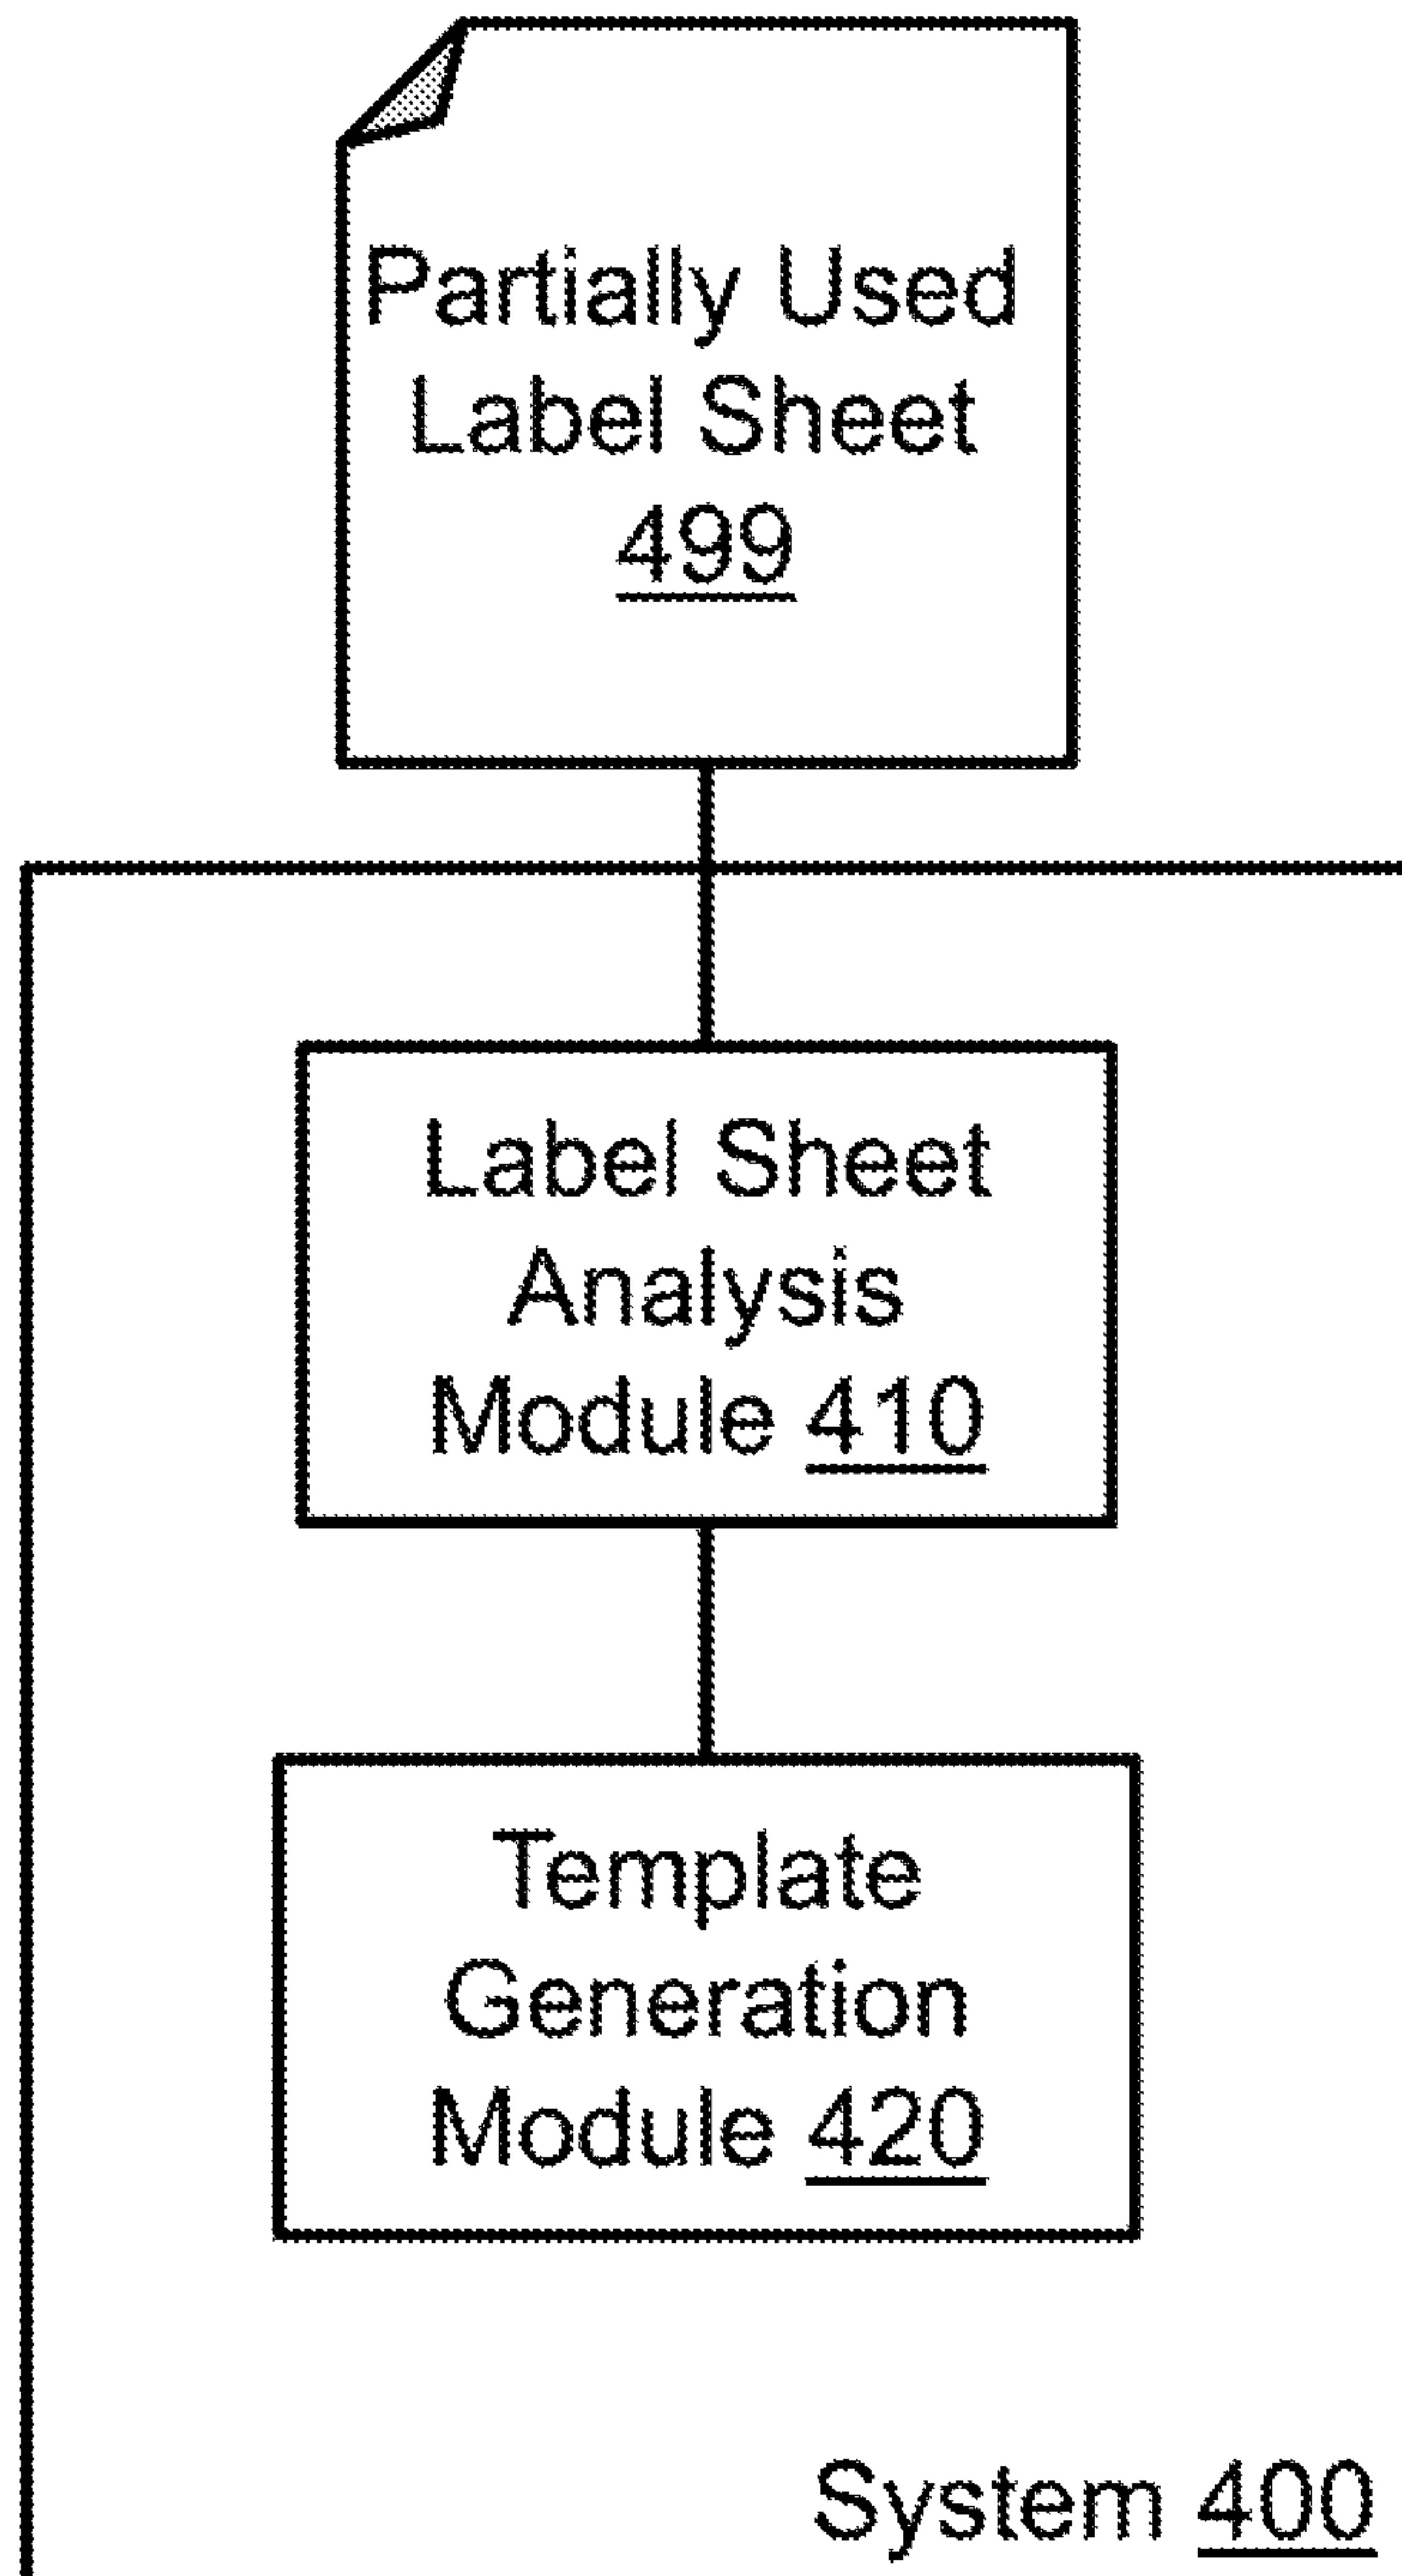 Partially Used
Label Sheet
499
Label Sheet
Analysis
Module 410
Template
Generation
Module 420
System 400